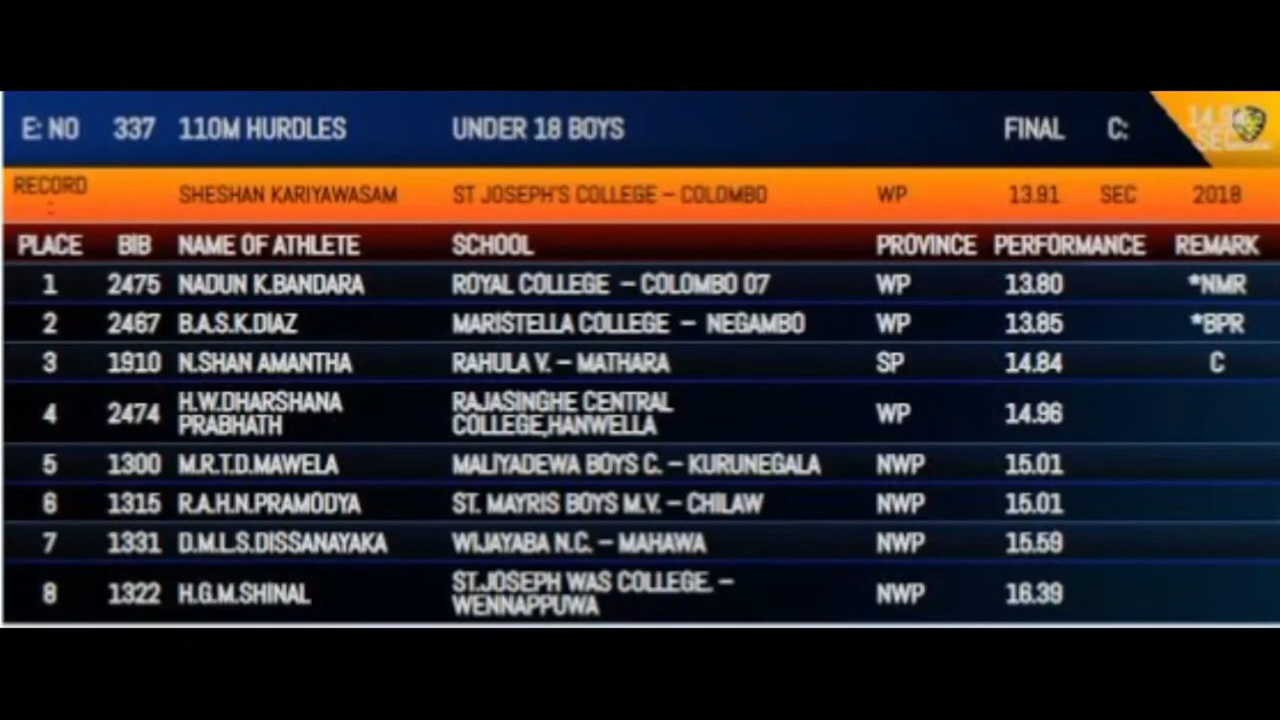 E: NO 337 110M HURDLES UNDER 18 BOYS FINAL C:
RECORD : SHESHAN KARIYAWASAM ST JOSEPH'S COLLEGE – COLOMBO WP 13.91 SEC 2018
PLACE BIB NAME OF ATHLETE SCHOOL PROVINCE PERFORMANCE REMARK
1 2475 NADUN K.BANDARA ROYAL COLLEGE – COLOMBO 07 WP 13.80 *NMR
2 2467 B.A.S.K.DIAZ MARISTELLA COLLEGE – NEGAMBO WP 13.85 *BPR
3 1910 N.SHAN AMANTHA RAHULA V. – MATHARA SP 14.84 C
4 2474 H.W.DHARSHANA PRABHATH RAJASINGHE CENTRAL COLLEGE,HANWELLA WP 14.96
5 1300 M.R.T.D.MAWELA MALIYADEWA BOYS C. – KURUNEGALA NWP 15.01
6 1315 R.A.H.N.PRAMODYA ST. MAYRIS BOYS M.V. – CHILAW NWP 15.01
7 1331 D.M.L.S.DISSANAYAKA WIJAYABA N.C. – MAHAWA NWP 15.59
8 1322 H.G.M.SHINAL ST.JOSEPH WAS COLLEGE. – WENNAPPUWA NWP 16.39